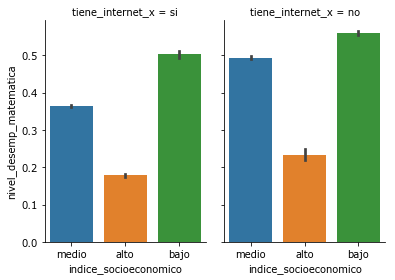 tiene_internet_x = si
tiene_internet_x = no
nivel_desemp_matematica
0.5
0.4
0.3
0.2
0.1
0.0
medio alto bajo
medio alto bajo
indice_socioeconomico
indice_socioeconomico